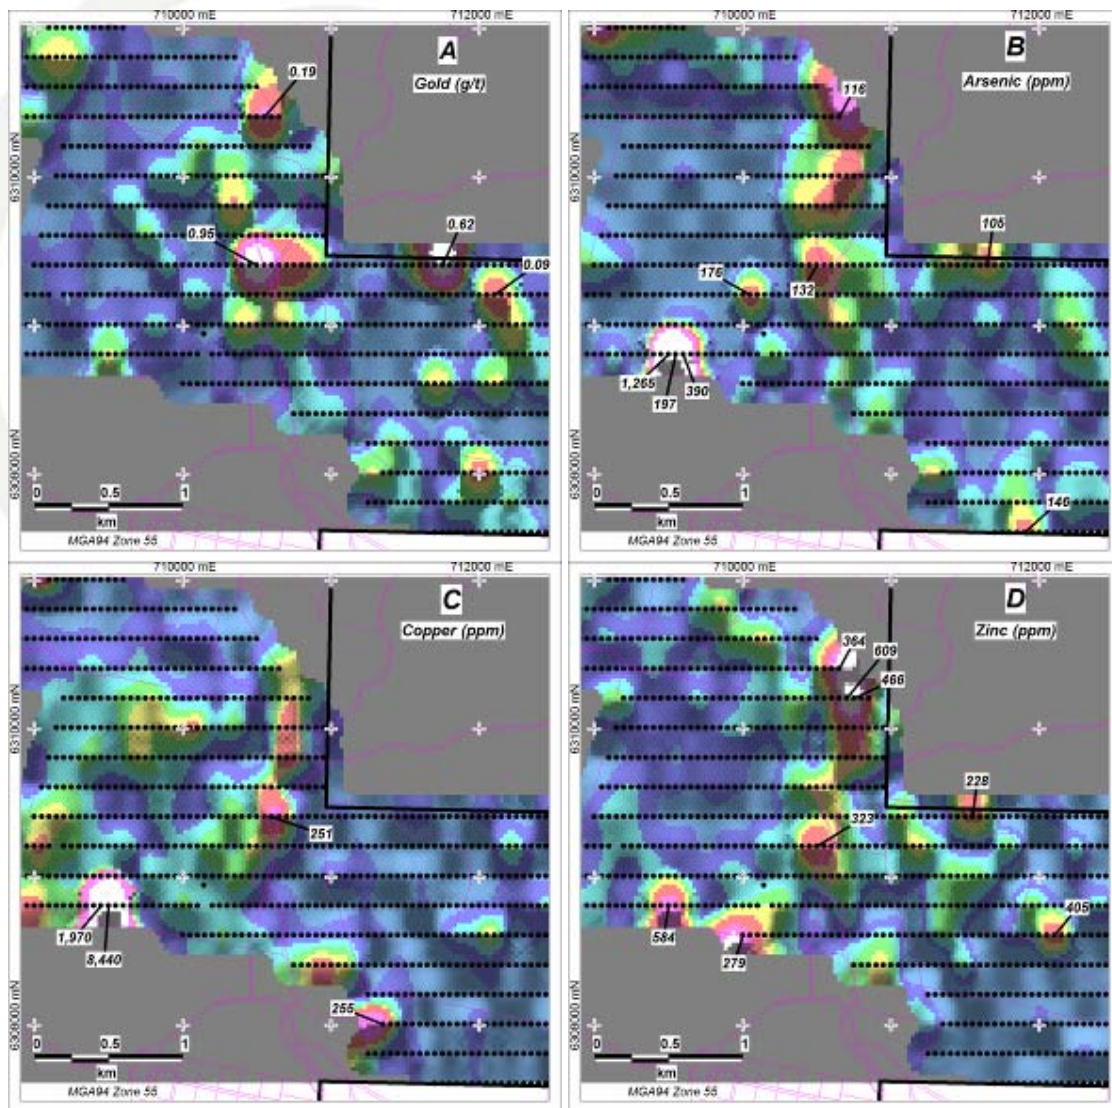 710000 mE
712000 mE
A
Gold (g/t)
0.19
6310000 mN
0.95
0.62
0.09
6308000 mN
0 0.5 1
km
MGA94 Zone 55
710000 mE
712000 mE
B
Arsenic (ppm)
116
6310000 mN
105
176
132
1,265
390
197
6308000 mN
146
0 0.5 1
km
MGA94 Zone 55
710000 mE
712000 mE
C
Copper (ppm)
6310000 mN
251
1,970
8,440
255
6308000 mN
0 0.5 1
km
MGA94 Zone 55
710000 mE
712000 mE
D
Zinc (ppm)
364
609
466
6310000 mN
228
323
405
584
279
6308000 mN
0 0.5 1
km
MGA94 Zone 55